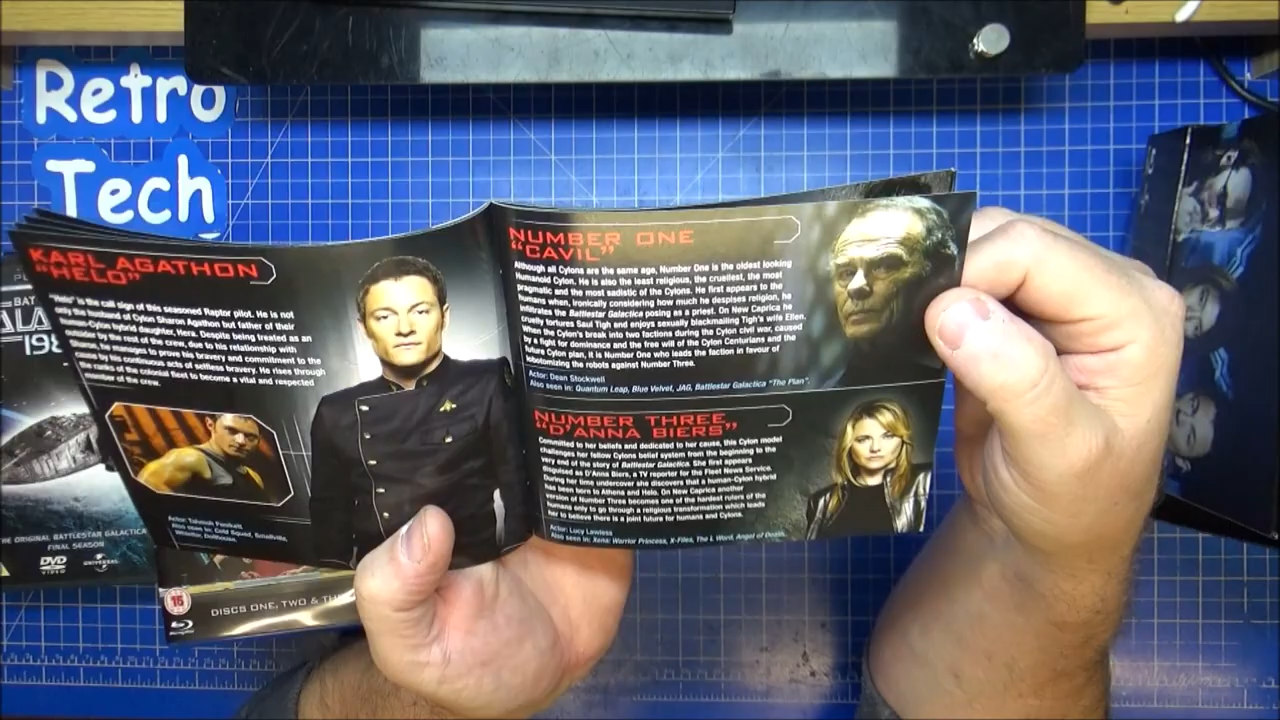 Retro
Tech
KARL AGATHON
"HELO"
"Helo" is the call sign of this seasoned Raptor pilot. He is not
only the husband of Cylon Sharon Agathon but father of their
human-Cylon hybrid daughter, Hera. Despite being treated as an
outsider by the rest of the crew, due to his relationship with
Sharon, he manages to prove his bravery and commitment to the
cause by his continuous acts of selfless bravery. He rises through
the ranks of the colonial fleet to become a vital and respected
member of the crew.
Actor: Tahmoh Penikett,
Also seen in: Cold Squad, Smallville,
Whistler, Dollhouse.
NUMBER ONE
"CAVIL"
Although all Cylons are the same age, Number One is the oldest looking
Humanoid Cylon. He is also the least religious, the cruellest, the most
pragmatic and the most sadistic of the Cylons. He first appears to the
humans when, ironically considering how much he despises religion, he
infiltrates the Battlestar Galactica posing as a priest. On New Caprica he
cruelly tortures Saul Tigh and enjoys sexually blackmailing Tigh's wife Ellen.
When the Cylon's break into two factions during the Cylon civil war, caused
by a fight for dominance and the free will of the Cylon Centurions and the
future Cylon plan, it is Number One who leads the faction in favour of
lobotomizing the robots against Number Three.
Actor: Dean Stockwell
Also seen in: Quantum Leap, Blue Velvet, JAG, Battlestar Galactica "The Plan".
NUMBER THREE
"D'ANNA BIERS"
Committed to her beliefs and dedicated to her cause, this Cylon model
challenges her fellow Cylons belief system from the beginning to the
very end of the story of Battlestar Galactica. She first appears
disguised as D'Anna Biers, a TV reporter for the Fleet News Service.
During her time undercover she discovers that a human-Cylon hybrid
has been born to Athena and Helo. On New Caprica another
version of Number Three becomes one of the hardest rulers of the
humans only to go through a religious transformation which leads
her to believe there is a joint future for humans and Cylons.
Actor: Lucy Lawless
Also seen in: Xena: Warrior Princess, X-Files, The L Word, Angel of Death.
BAT
ALA
198
THE ORIGINAL BATTLESTAR GALACTICA
FINAL SEASON
DVD
VIDEO
UNIVERSAL
15
DISCS ONE, TWO & TH